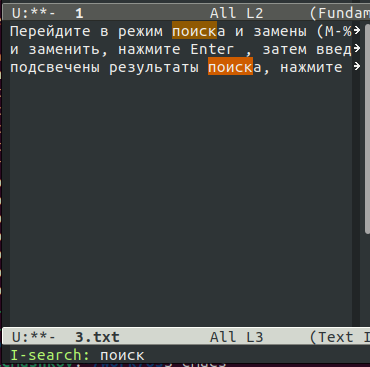 U:**-  1            All L2     (Fundam
Перейдите в режим поиска и замены (M-%
и заменить, нажмите Enter , затем введ
подсвечены результаты поиска, нажмите
U:**-  3.txt        All L3     (Text I
I-search: поиск